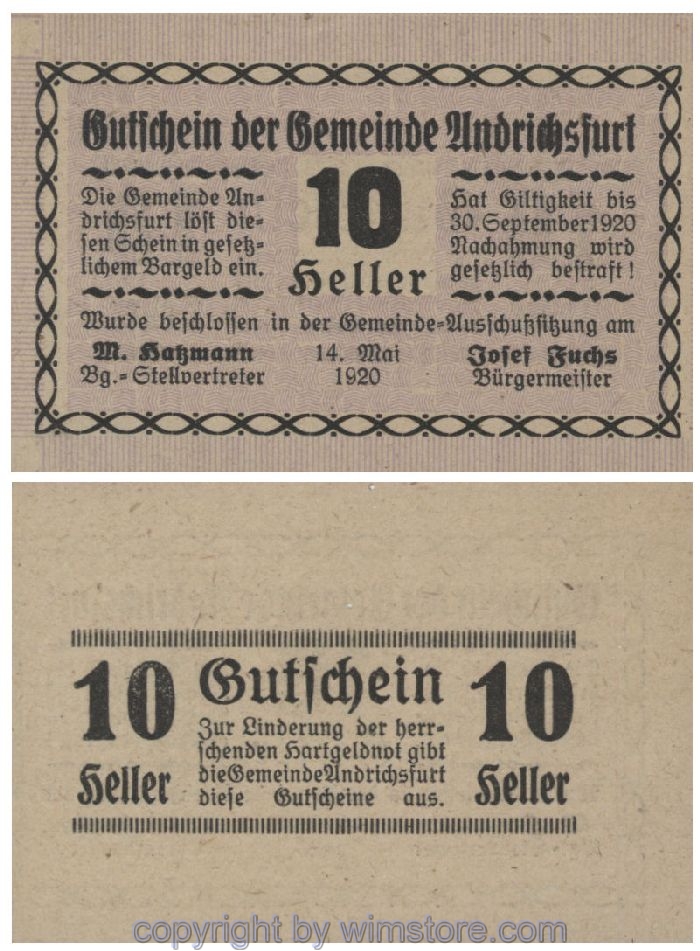 Gutschein der Gemeinde Andrichsfurt
Die Gemeinde An-
drichsfurt löst die-
sen Schein in gesetz-
lichem Bargeld ein.
10
Heller
Hat Giltigkeit bis
30. September 1920
Nachahmung wird
gesetzlich bestraft!
Wurde beschlossen in der Gemeinde-Ausschußsitzung am
M. Hatzmann
Bg.-Stellvertreter
14. Mai
1920
Josef Fuchs
Bürgermeister
10
Heller
Gutschein
Zur Linderung der herr-
schenden Hartgeldnot gibt
die Gemeinde Andrichsfurt
diese Gutscheine aus.
10
Heller
copyright by wimstore.com